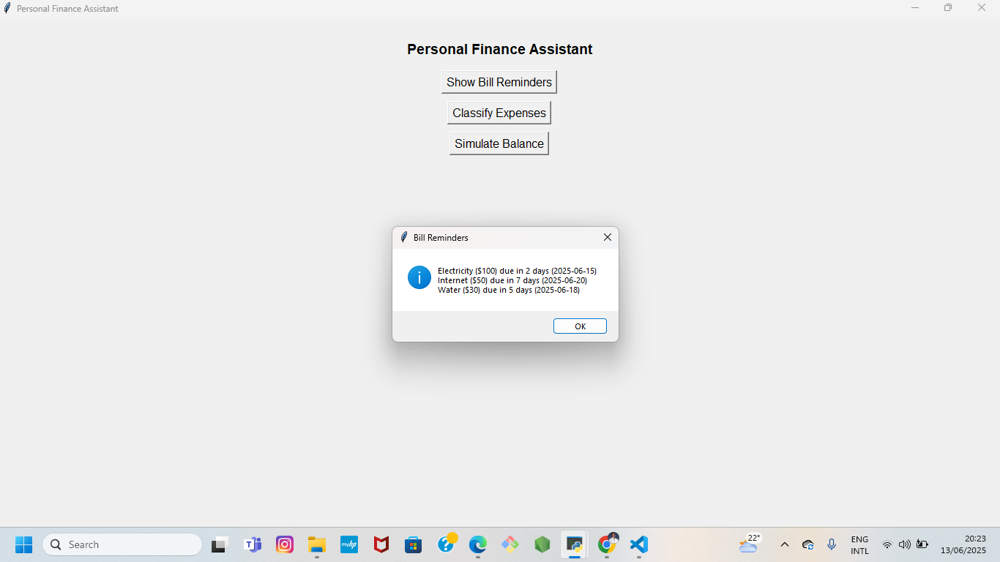 Personal Finance Assistant
Personal Finance Assistant
Show Bill Reminders
Classify Expenses
Simulate Balance
Bill Reminders
Electricity ($100) due in 2 days (2025-06-15)
Internet ($50) due in 7 days (2025-06-20)
Water ($30) due in 5 days (2025-06-18)
OK
Search
myhp
22°
ENG
INTL
20:23
13/06/2025